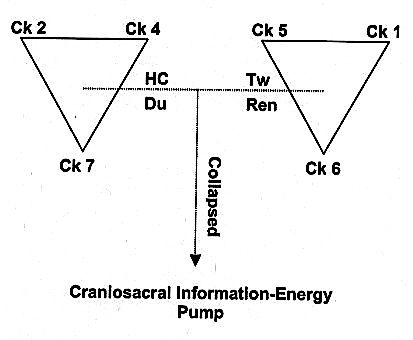 Ck 2 Ck 4 Ck 5 Ck 1
HC Tw
Du Ren
Ck 7 Ck 6
Collapsed
Craniosacral Information-Energy
Pump